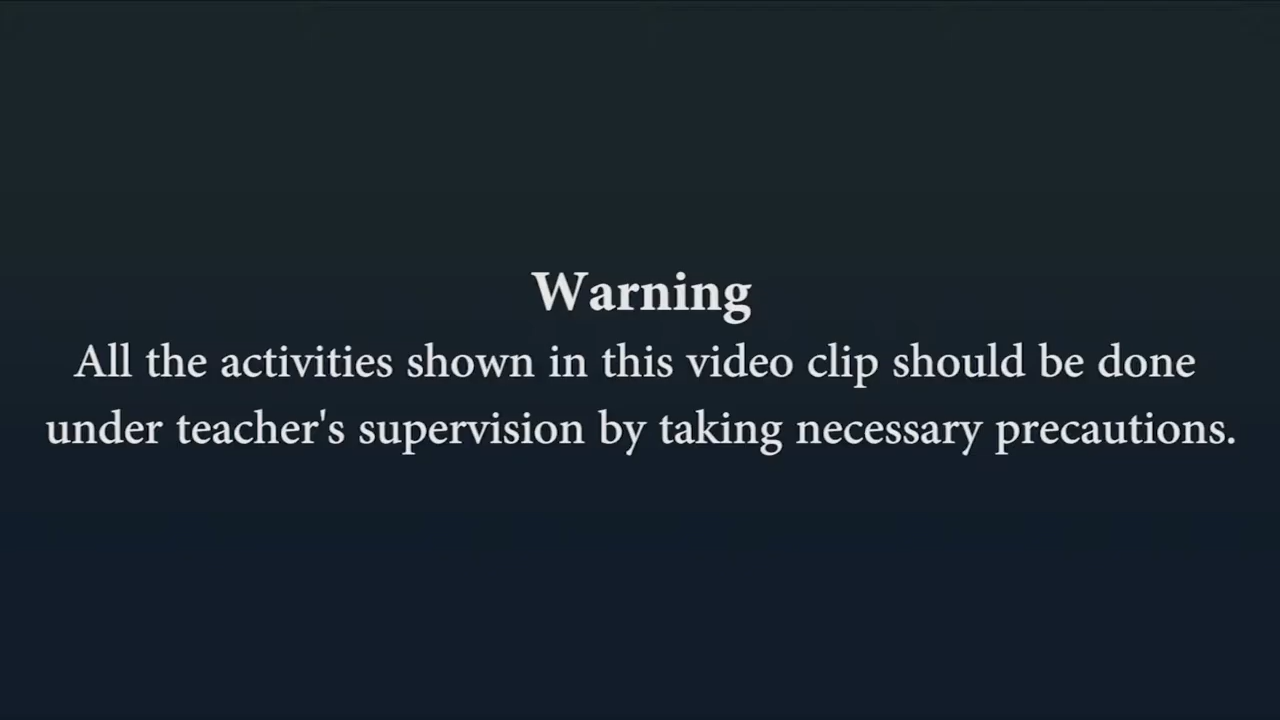 Warning
All the activities shown in this video clip should be done
under teacher's supervision by taking necessary precautions.